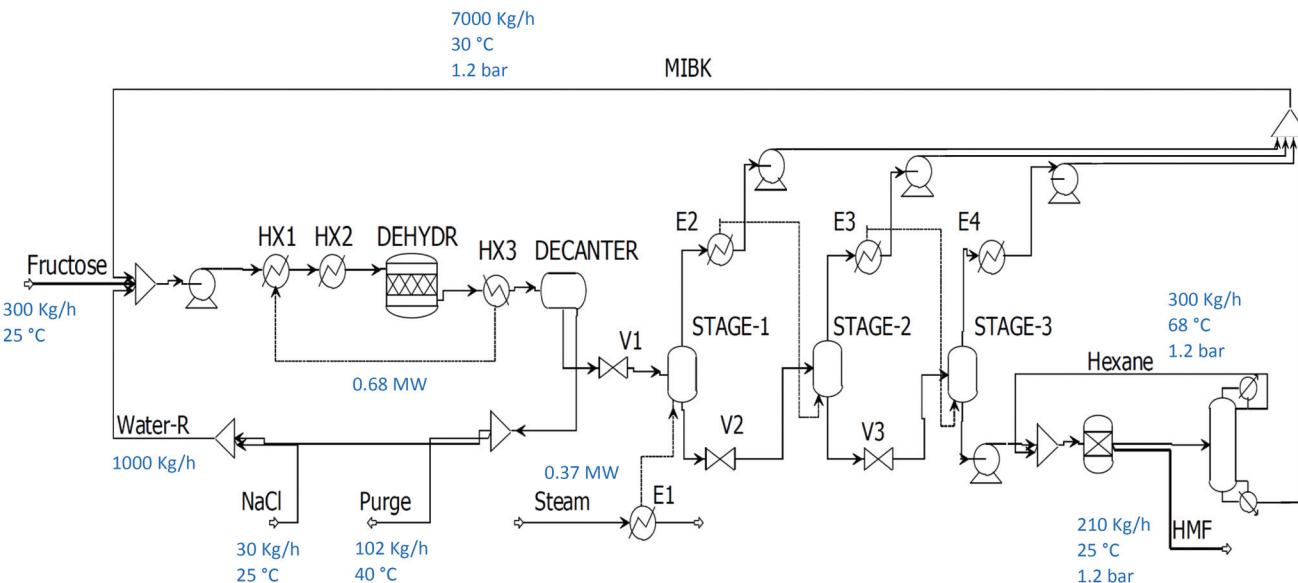 7000 Kg/h
30 °C
1.2 bar
MIBK
E2
E3
E4
HX1
HX2
DEHYDR
HX3
DECANTER
Fructose
300 Kg/h
25 °C
300 Kg/h
68 °C
1.2 bar
STAGE-1
STAGE-2
STAGE-3
V1
Hexane
0.68 MW
Water-R
1000 Kg/h
V2
V3
0.37 MW
NaCl
Purge
Steam
E1
30 Kg/h
25 °C
102 Kg/h
40 °C
210 Kg/h
25 °C
1.2 bar
HMF